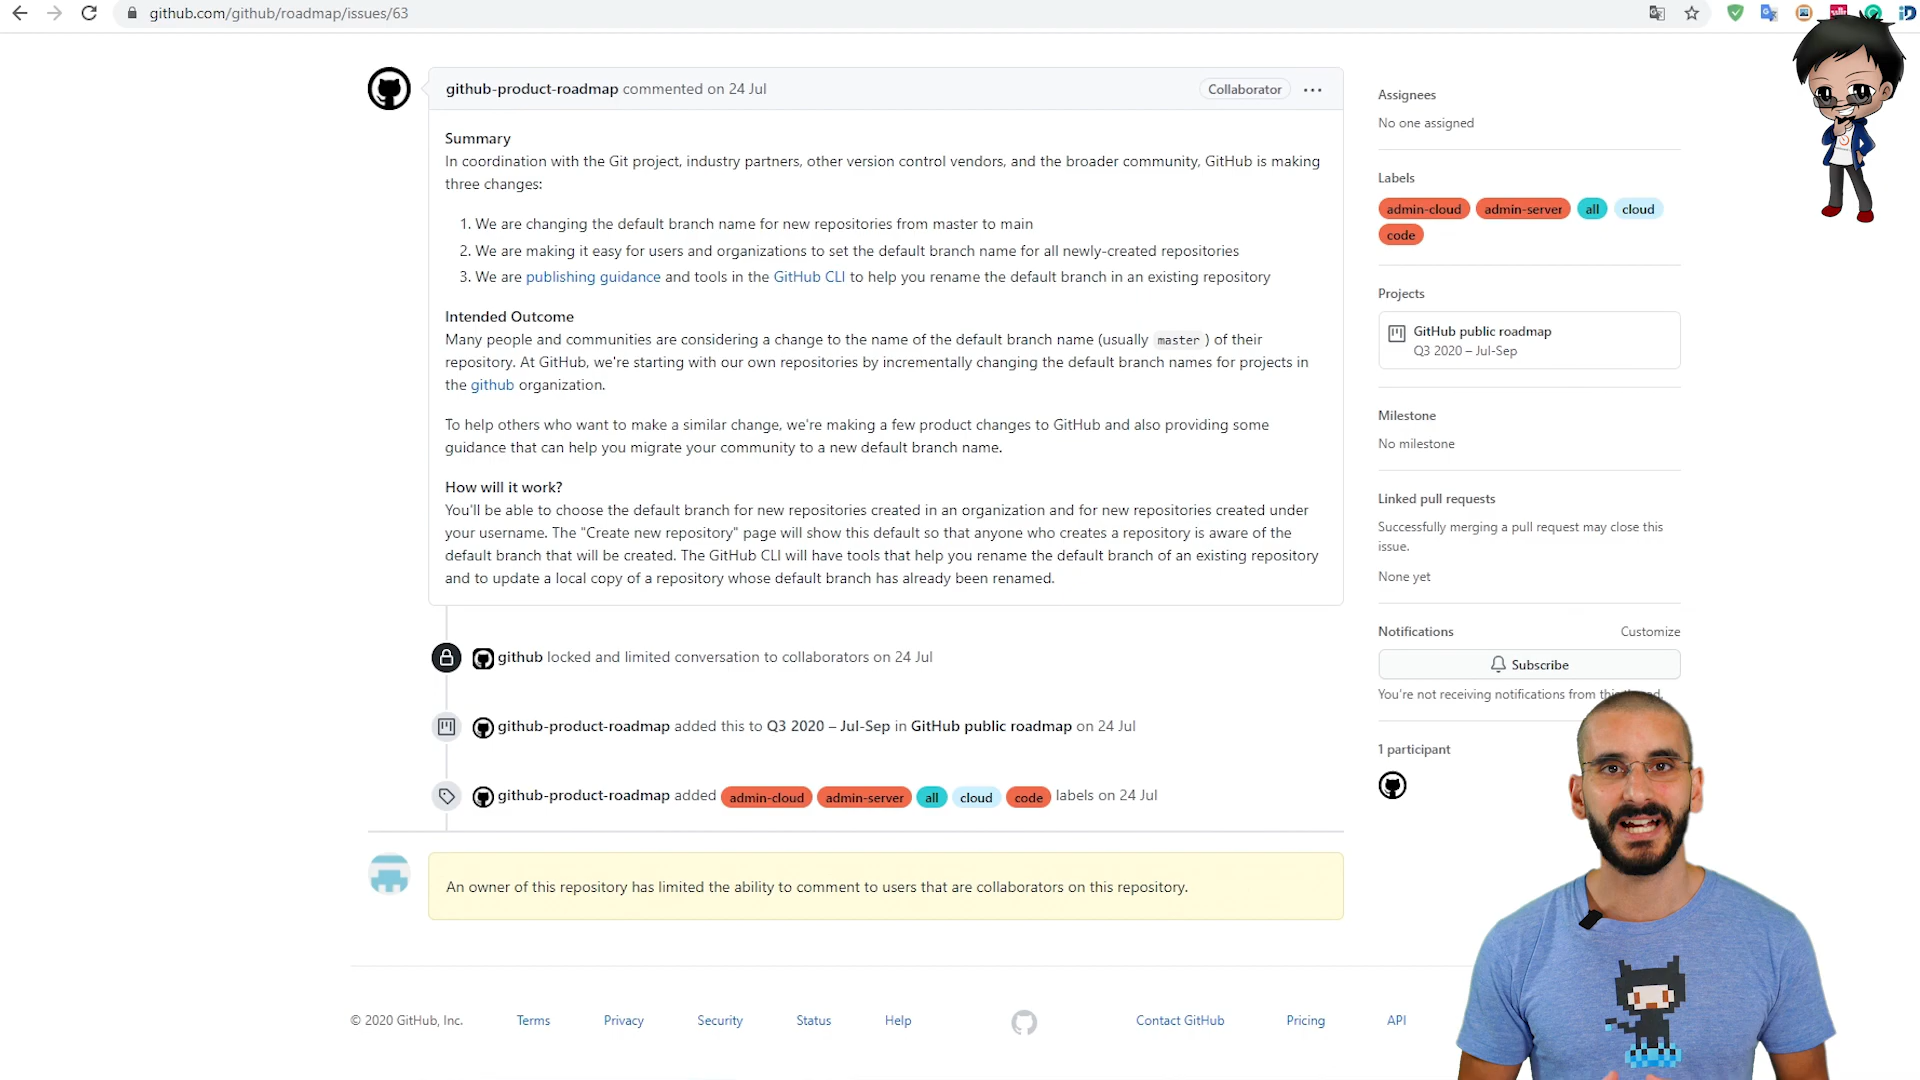 github.com/github/roadmap/issues/63
github-product-roadmap commented on 24 Jul
Collaborator
Summary
In coordination with the Git project, industry partners, other version control vendors, and the broader community, GitHub is making
three changes:
1. We are changing the default branch name for new repositories from master to main
2. We are making it easy for users and organizations to set the default branch name for all newly-created repositories
3. We are publishing guidance and tools in the GitHub CLI to help you rename the default branch in an existing repository
Intended Outcome
Many people and communities are considering a change to the name of the default branch name (usually master ) of their
repository. At GitHub, we're starting with our own repositories by incrementally changing the default branch names for projects in
the github organization.
To help others who want to make a similar change, we're making a few product changes to GitHub and also providing some
guidance that can help you migrate your community to a new default branch name.
How will it work?
You'll be able to choose the default branch for new repositories created in an organization and for new repositories created under
your username. The "Create new repository" page will show this default so that anyone who creates a repository is aware of the
default branch that will be created. The GitHub CLI will have tools that help you rename the default branch of an existing repository
and to update a local copy of a repository whose default branch has already been renamed.
github locked and limited conversation to collaborators on 24 Jul
github-product-roadmap added this to Q3 2020 – Jul-Sep in GitHub public roadmap on 24 Jul
github-product-roadmap added admin-cloud admin-server all cloud code labels on 24 Jul
An owner of this repository has limited the ability to comment to users that are collaborators on this repository.
Assignees
No one assigned
Labels
admin-cloud admin-server all cloud
code
Projects
GitHub public roadmap
Q3 2020 – Jul-Sep
Milestone
No milestone
Linked pull requests
Successfully merging a pull request may close this
issue.
None yet
Notifications
Customize
Subscribe
You're not receiving notifications from this thread.
1 participant
© 2020 GitHub, Inc.
Terms
Privacy
Security
Status
Help
Contact GitHub
Pricing
API